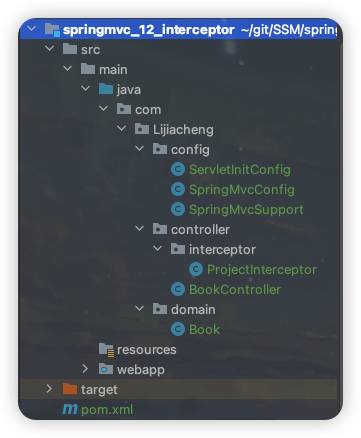 springmvc_12_interceptor ~/git/SSM/spring
src
main
java
com
Lijiacheng
config
ServletInitConfig
SpringMvcConfig
SpringMvcSupport
controller
interceptor
ProjectInterceptor
BookController
domain
Book
resources
webapp
target
pom.xml